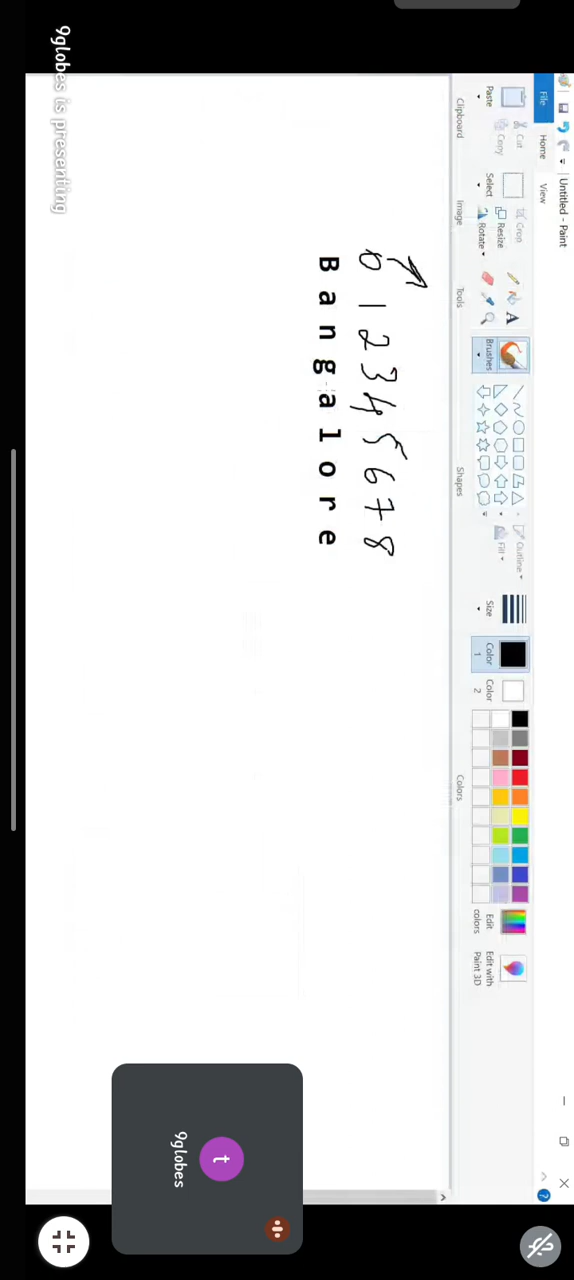 9globes is presenting
Untitled - Paint
File
Home
View
Paste
Cut
Copy
Clipboard
Select
Crop
Resize
Rotate
Image
A
Tools
Brushes
Shapes
Outline
Fill
Size
Color
1
Color
2
Colors
Edit
colors
Edit with
Paint 3D
?
0 1 2 3 4 5 6 7 8
B a n g a l o r e
t
9globes